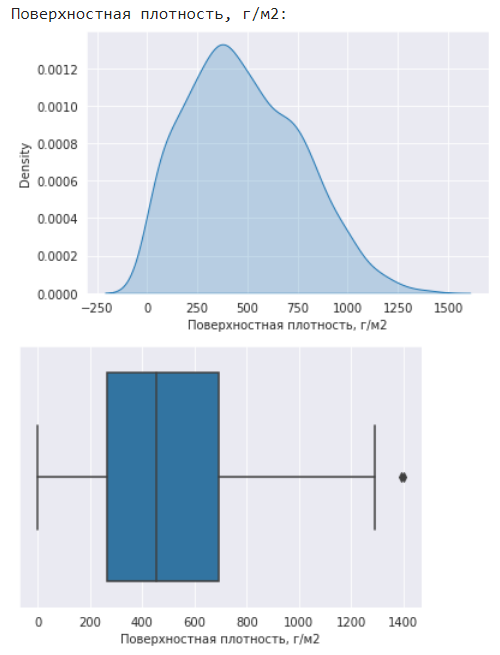 Поверхностная плотность, г/м2:
0.0012
0.0010
0.0008
0.0006
0.0004
0.0002
0.0000
Density
−250 0 250 500 750 1000 1250 1500
Поверхностная плотность, г/м2
0 200 400 600 800 1000 1200 1400
Поверхностная плотность, г/м2